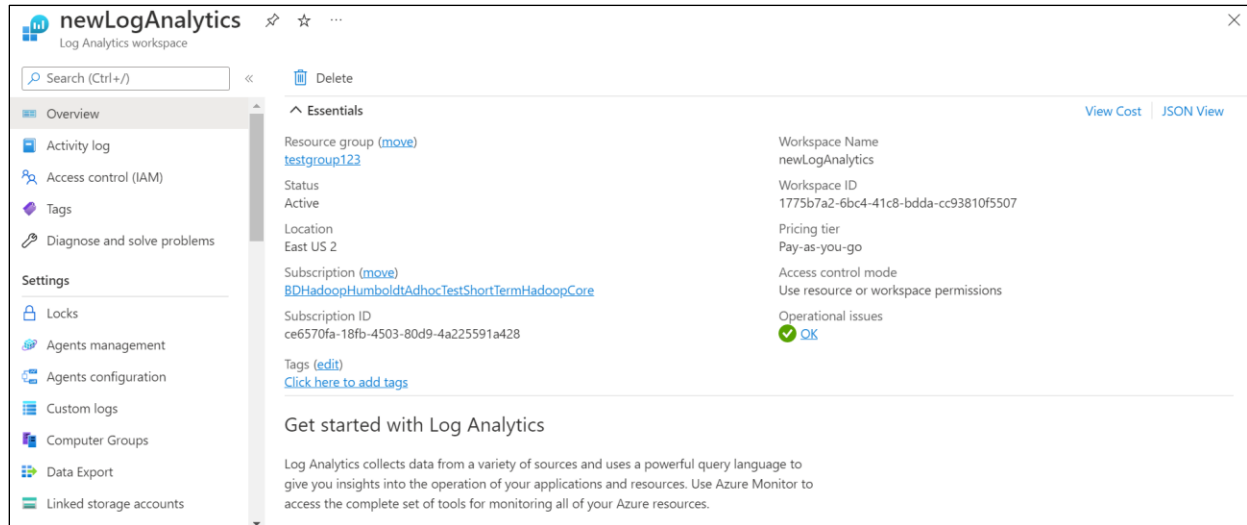 newLogAnalytics
Log Analytics workspace
Search (Ctrl+/)
Overview
Activity log
Access control (IAM)
Tags
Diagnose and solve problems
Settings
Locks
Agents management
Agents configuration
Custom logs
Computer Groups
Data Export
Linked storage accounts
Delete
Essentials
View Cost
JSON View
Resource group (move)
testgroup123
Status
Active
Location
East US 2
Subscription (move)
BDHadoopHumboldtAdhocTestShortTermHadoopCore
Subscription ID
ce6570fa-18fb-4503-80d9-4a225591a428
Tags (edit)
Click here to add tags
Workspace Name
newLogAnalytics
Workspace ID
1775b7a2-6bc4-41c8-bdda-cc93810f5507
Pricing tier
Pay-as-you-go
Access control mode
Use resource or workspace permissions
Operational issues
OK
Get started with Log Analytics
Log Analytics collects data from a variety of sources and uses a powerful query language to
give you insights into the operation of your applications and resources. Use Azure Monitor to
access the complete set of tools for monitoring all of your Azure resources.